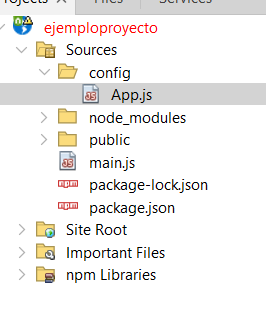 Files
Services
ejemploproyecto
Sources
config
App.js
node_modules
public
main.js
package-lock.json
package.json
Site Root
Important Files
npm Libraries